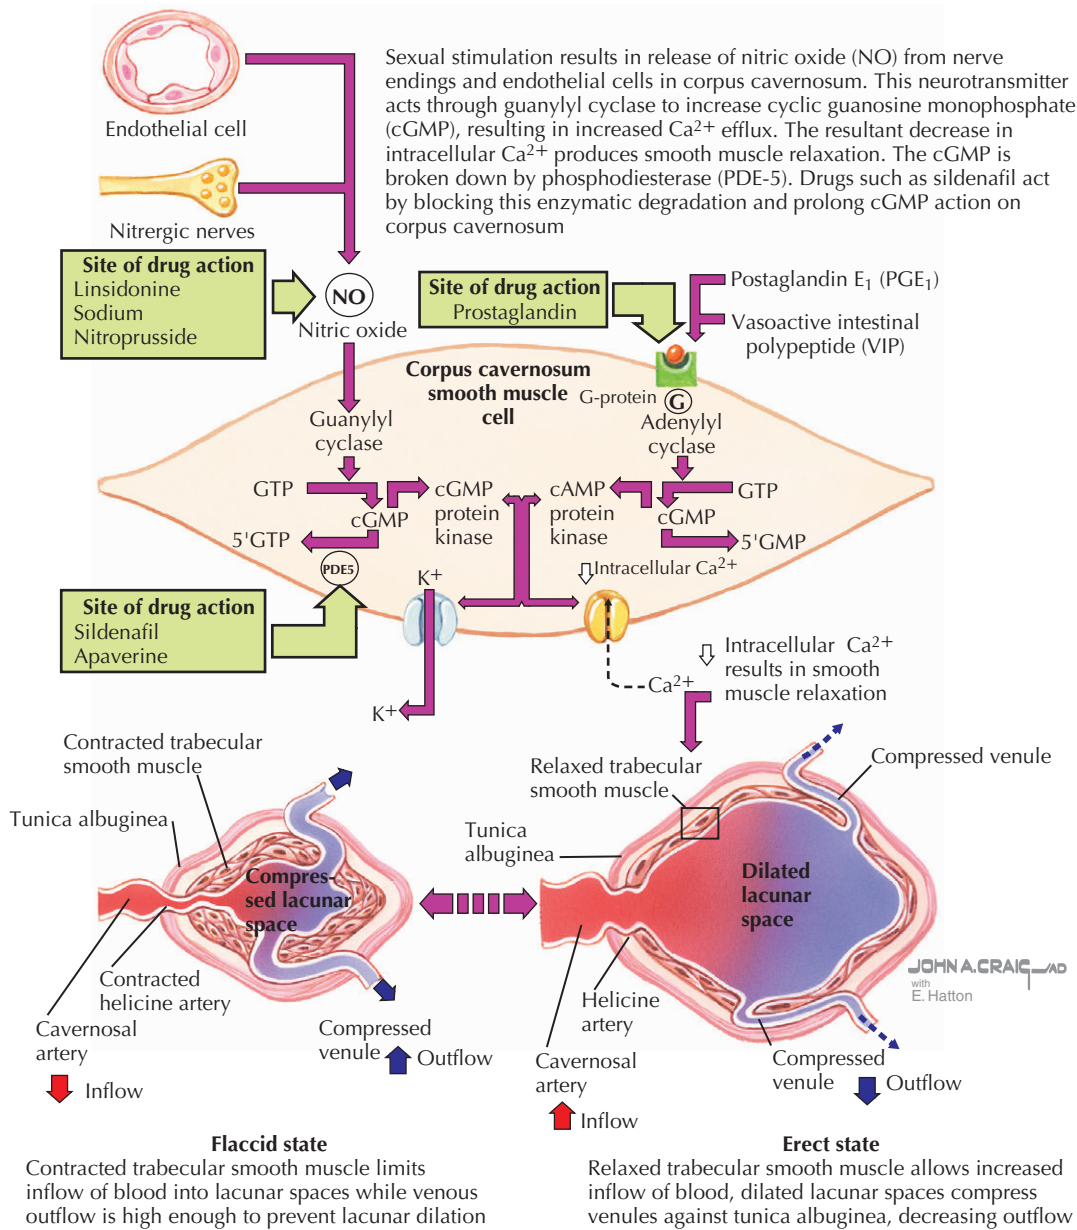 Sexual stimulation results in release of nitric oxide (NO) from nerve
endings and endothelial cells in corpus cavernosum. This neurotransmitter
acts through guanylyl cyclase to increase cyclic guanosine monophosphate
(cGMP), resulting in increased Ca2+ efflux. The resultant decrease in
intracellular Ca2+ produces smooth muscle relaxation. The cGMP is
broken down by phosphodiesterase (PDE-5). Drugs such as sildenafil act
by blocking this enzymatic degradation and prolong cGMP action on
corpus cavernosum
Endothelial cell
Nitrergic nerves
Site of drug action
Linsidonine
Sodium
Nitroprusside
NO
Nitric oxide
Site of drug action
Prostaglandin
Postaglandin E1 (PGE1)
Vasoactive intestinal
polypeptide (VIP)
Corpus cavernosum
smooth muscle
cell
G-protein
G
Guanylyl
cyclase
Adenylyl
cyclase
GTP
cGMP
5'GTP
cGMP
protein
kinase
cAMP
protein
kinase
GTP
cGMP
5'GMP
PDE5
K+
Intracellular Ca2+
Site of drug action
Sildenafil
Apaverine
K+
Ca2+
Intracellular Ca2+
results in smooth
muscle relaxation
Contracted trabecular
smooth muscle
Tunica albuginea
Compres-
sed lacunar
space
Contracted
helicine artery
Cavernosal
artery
Inflow
Compressed
venule
Outflow
Relaxed trabecular
smooth muscle
Compressed venule
Tunica
albuginea
Dilated
lacunar
space
Helicine
artery
Cavernosal
artery
Inflow
Compressed
venule
Outflow
JOHN A. CRAIG AD
with
E. Hatton
Flaccid state
Contracted trabecular smooth muscle limits
inflow of blood into lacunar spaces while venous
outflow is high enough to prevent lacunar dilation
Erect state
Relaxed trabecular smooth muscle allows increased
inflow of blood, dilated lacunar spaces compress
venules against tunica albuginea, decreasing outflow